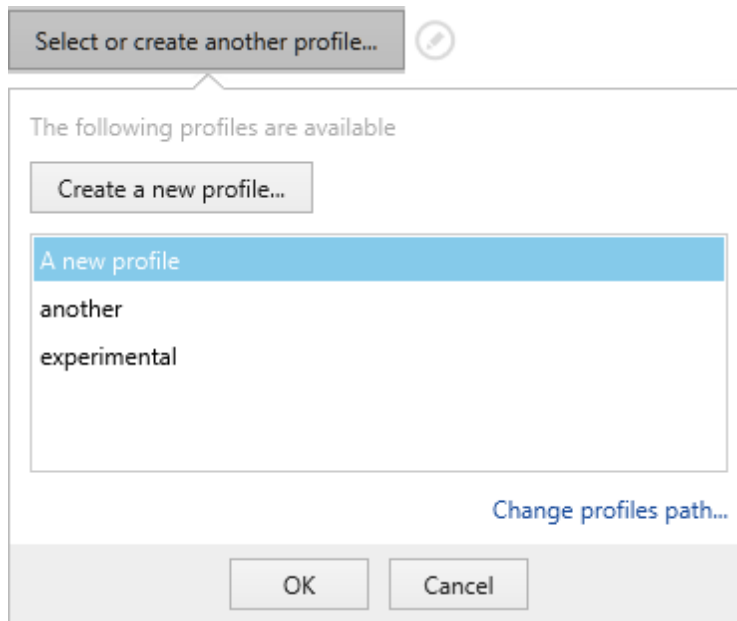 Select or create another profile...
The following profiles are available
Create a new profile...
A new profile
another
experimental
Change profiles path...
OK
Cancel